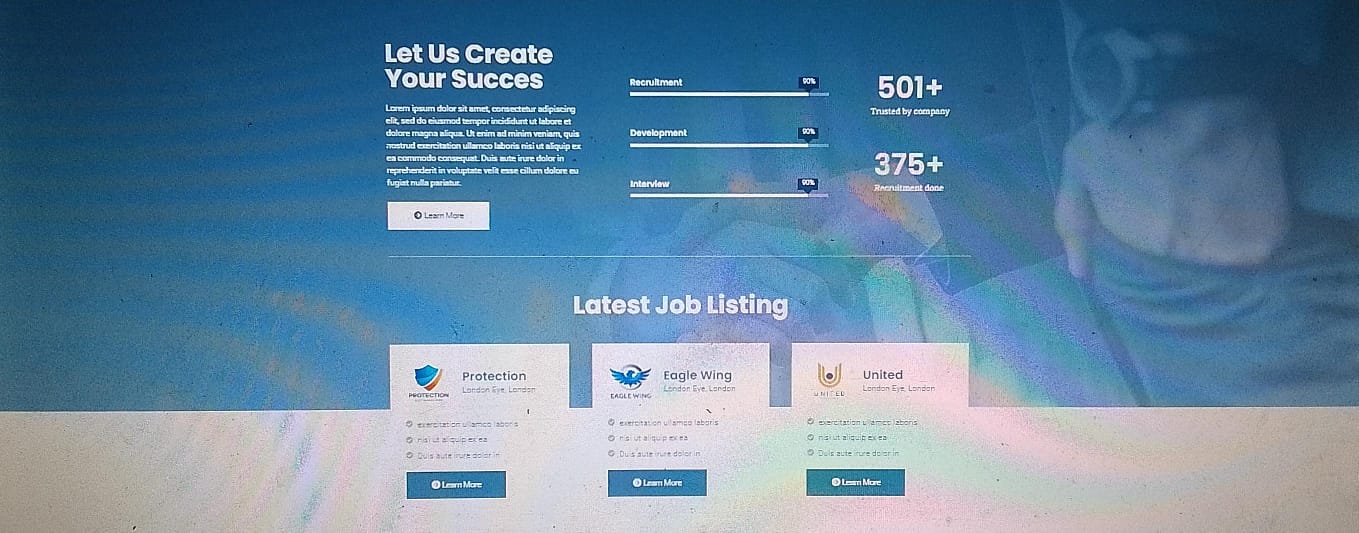 Let Us Create
Your Succes
Lorem ipsum dolor sit amet, consectetur adipiscing
elit, sed do eiusmod tempor incididunt ut labore et
dolore magna aliqua. Ut enim ad minim veniam, quis
nostrud exercitation ullamco laboris nisi ut aliquip ex
ea commodo consequat. Duis aute irure dolor in
reprehenderit in voluptate velit esse cillum dolore eu
fugiat nulla pariatur.
Learn More
Recruitment 90%
Development 90%
Interview 90%
501+
Trusted by company
375+
Recruitment done
Latest Job Listing
PROTECTION
Protection
London Eye, London
exercitation ullamco laboris
nisi ut aliquip ex ea
Duis aute irure dolor in
Learn More
EAGLE WING
Eagle Wing
London Eye, London
exercitation ullamco laboris
nisi ut aliquip ex ea
Duis aute irure dolor in
Learn More
UNITED
United
London Eye, London
exercitation ullamco laboris
nisi ut aliquip ex ea
Duis aute irure dolor in
Learn More